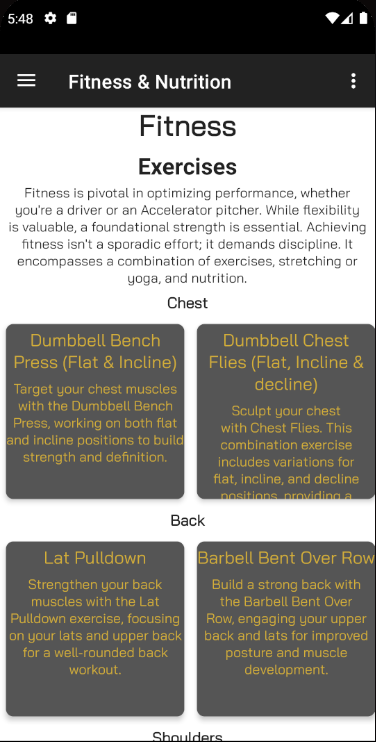 5:48
Fitness & Nutrition
Fitness
Exercises
Fitness is pivotal in optimizing performance, whether
you're a driver or an Accelerator pitcher. While flexibility
is valuable, a foundational strength is essential. Achieving
fitness isn't a sporadic effort; it demands discipline. It
encompasses a combination of exercises, stretching or
yoga, and nutrition.
Chest
Dumbbell Bench
Press (Flat & Incline)
Target your chest muscles
with the Dumbbell Bench
Press, working on both flat
and incline positions to build
strength and definition.
Dumbbell Chest
Flies (Flat, Incline &
decline)
Sculpt your chest
with Chest Flies. This
combination exercise
includes variations for
flat, incline, and decline
positions, providing a
Back
Lat Pulldown
Strengthen your back
muscles with the Lat
Pulldown exercise, focusing
on your lats and upper back
for a well-rounded back
workout.
Barbell Bent Over Row
Build a strong back with
the Barbell Bent Over
Row, engaging your upper
back and lats for improved
posture and muscle
development.
Shoulders